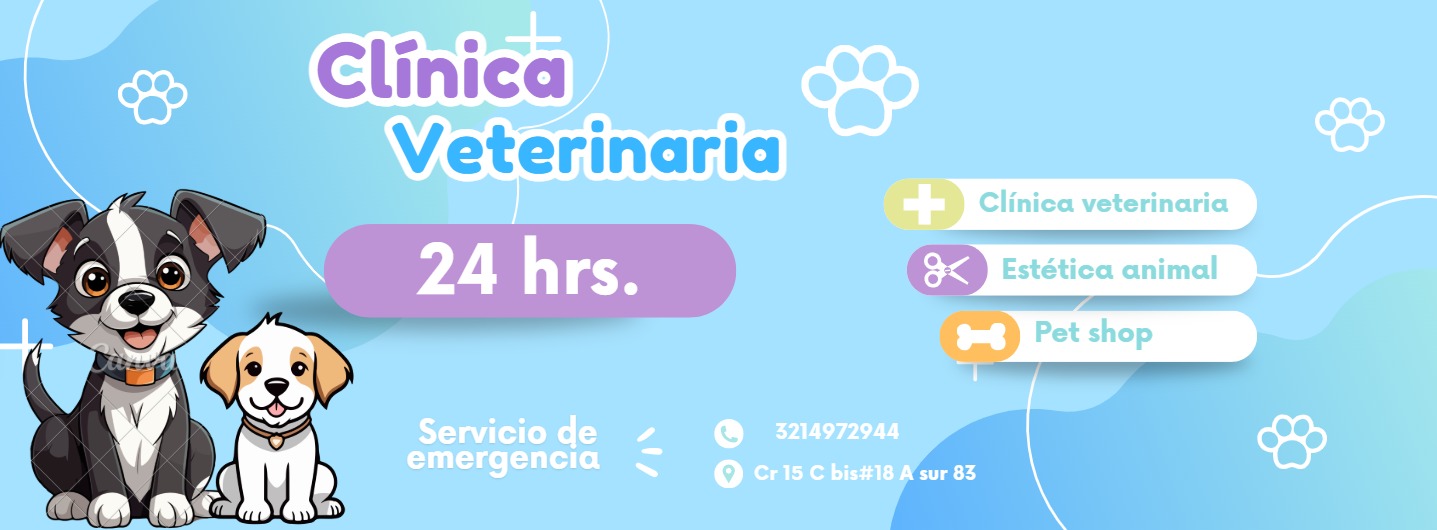 Clínica
Veterinaria
24 hrs.
Clínica veterinaria
Estética animal
Pet shop
Servicio de
emergencia
3214972944
Cr 15 C bis#18 A sur 83
Canva